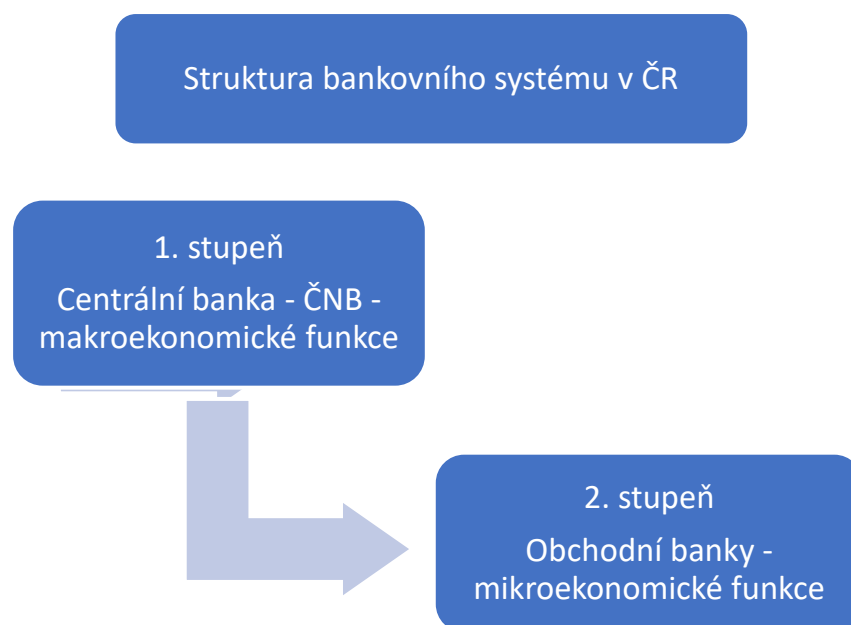 Struktura bankovního systému v ČR
1. stupeň
Centrální banka - ČNB -
makroekonomické funkce
2. stupeň
Obchodní banky -
mikroekonomické funkce